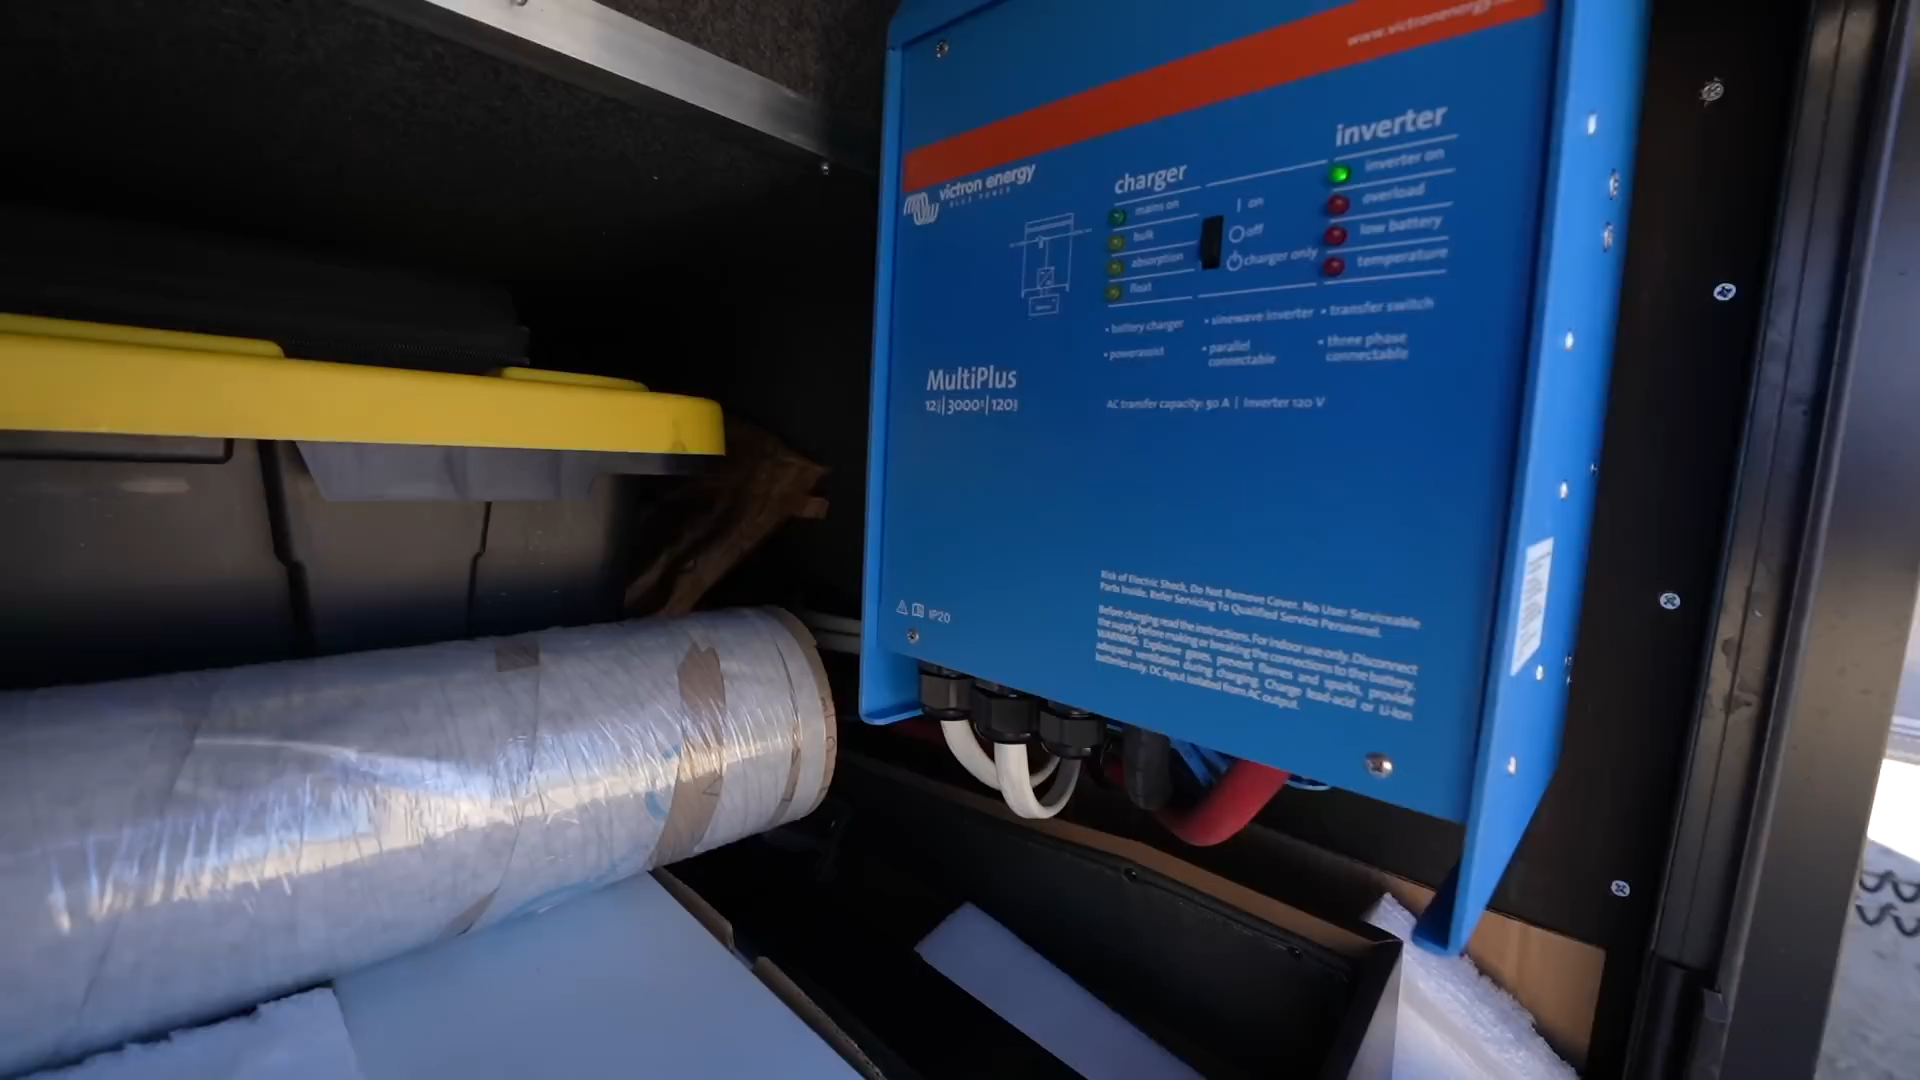 www.victronenergy
victron energy
BLUE POWER
charger
mains on
bulk
absorption
float
on
off
charger only
inverter
inverter on
overload
low battery
temperature
• battery charger
• sinewave inverter
• transfer switch
• powerassist
• parallel
connectable
• three phase
connectable
MultiPlus
12 | 3000 | 120
AC transfer capacity: 50 A | Inverter 120 V
IP20
Risk of Electric Shock, Do Not Remove Cover. No User Serviceable
Parts Inside. Refer Servicing To Qualified Service Personnel.
Before charging read the instructions. For indoor use only. Disconnect
the supply before making or breaking the connections to the battery.
WARNING: Explosive gases, prevent flames and sparks, provide
adequate ventilation during charging. Charge lead-acid or Li-Ion
batteries only. DC input isolated from AC output.